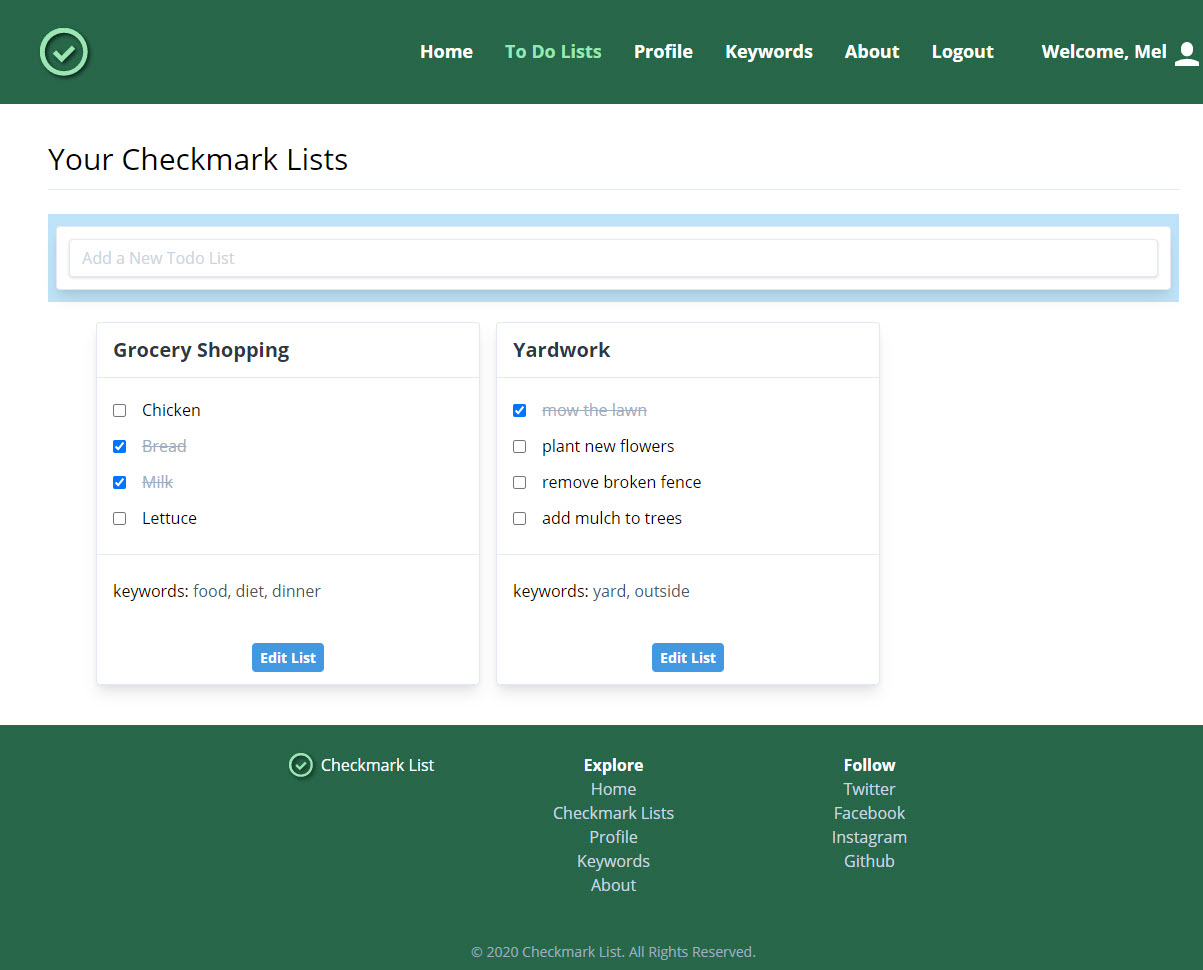 Home To Do Lists Profile Keywords About Logout Welcome, Mel
Your Checkmark Lists
Add a New Todo List
Grocery Shopping
Chicken
Bread
Milk
Lettuce
keywords: food, diet, dinner
Edit List
Yardwork
mow the lawn
plant new flowers
remove broken fence
add mulch to trees
keywords: yard, outside
Edit List
Checkmark List
Explore
Home
Checkmark Lists
Profile
Keywords
About
Follow
Twitter
Facebook
Instagram
Github
© 2020 Checkmark List. All Rights Reserved.